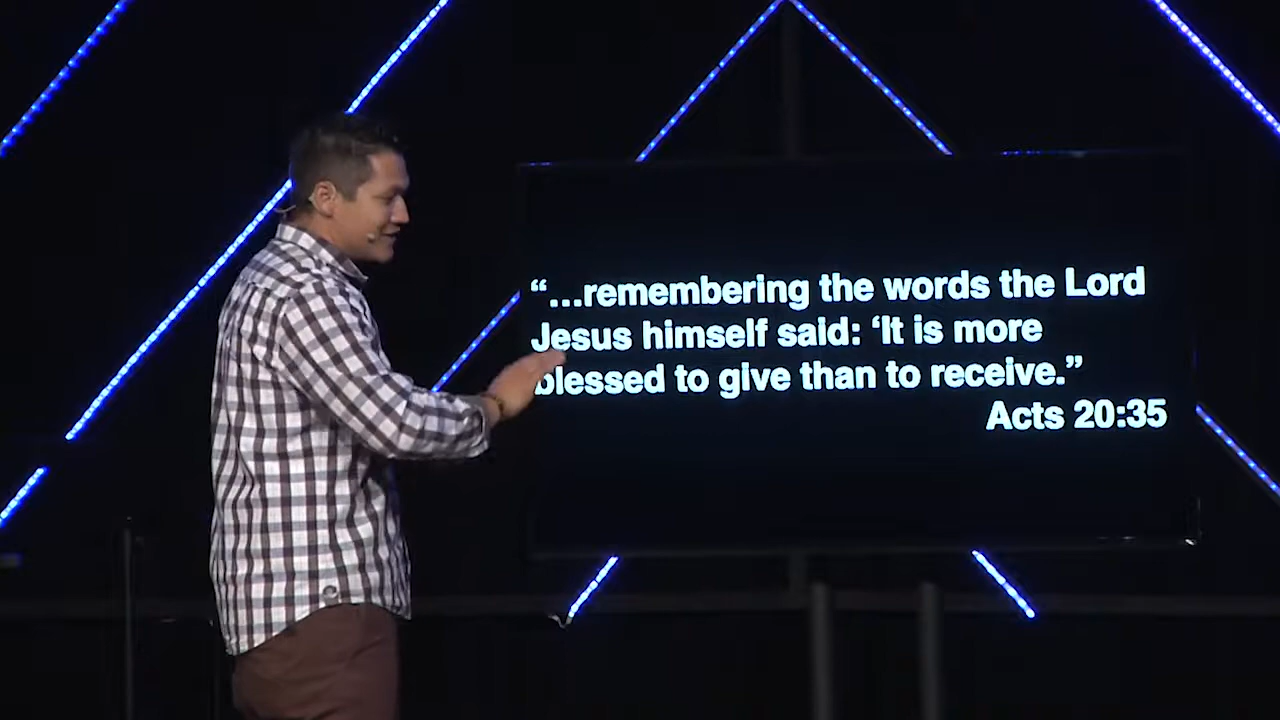 “...remembering the words the Lord
Jesus himself said: ‘It is more
blessed to give than to receive.”
Acts 20:35